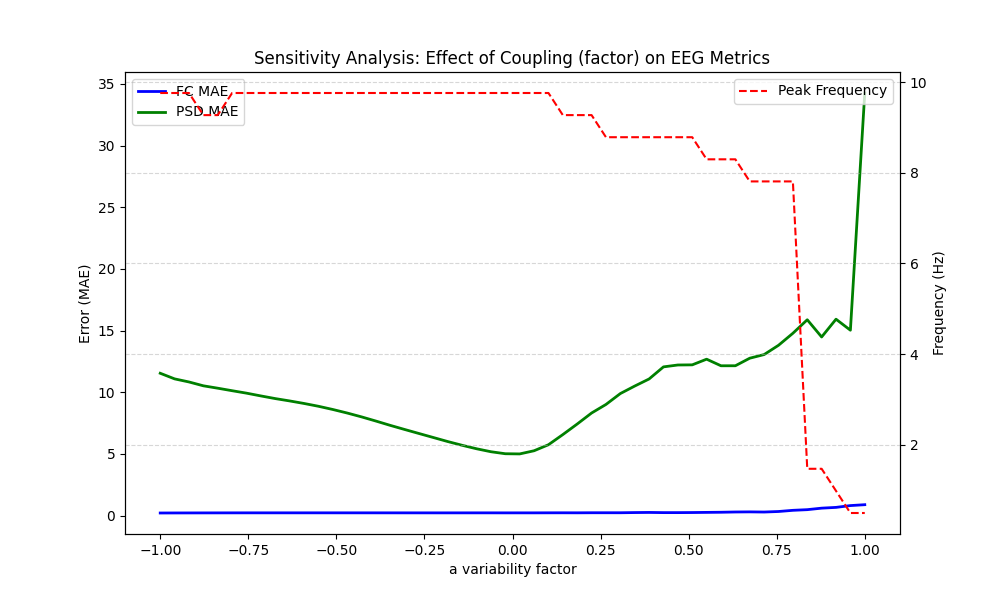 Sensitivity Analysis: Effect of Coupling (factor) on EEG Metrics
FC MAE
PSD MAE
Peak Frequency
35
30
25
20
15
10
5
0
Error (MAE)
10
8
6
4
2
Frequency (Hz)
−1.00 −0.75 −0.50 −0.25 0.00 0.25 0.50 0.75 1.00
a variability factor